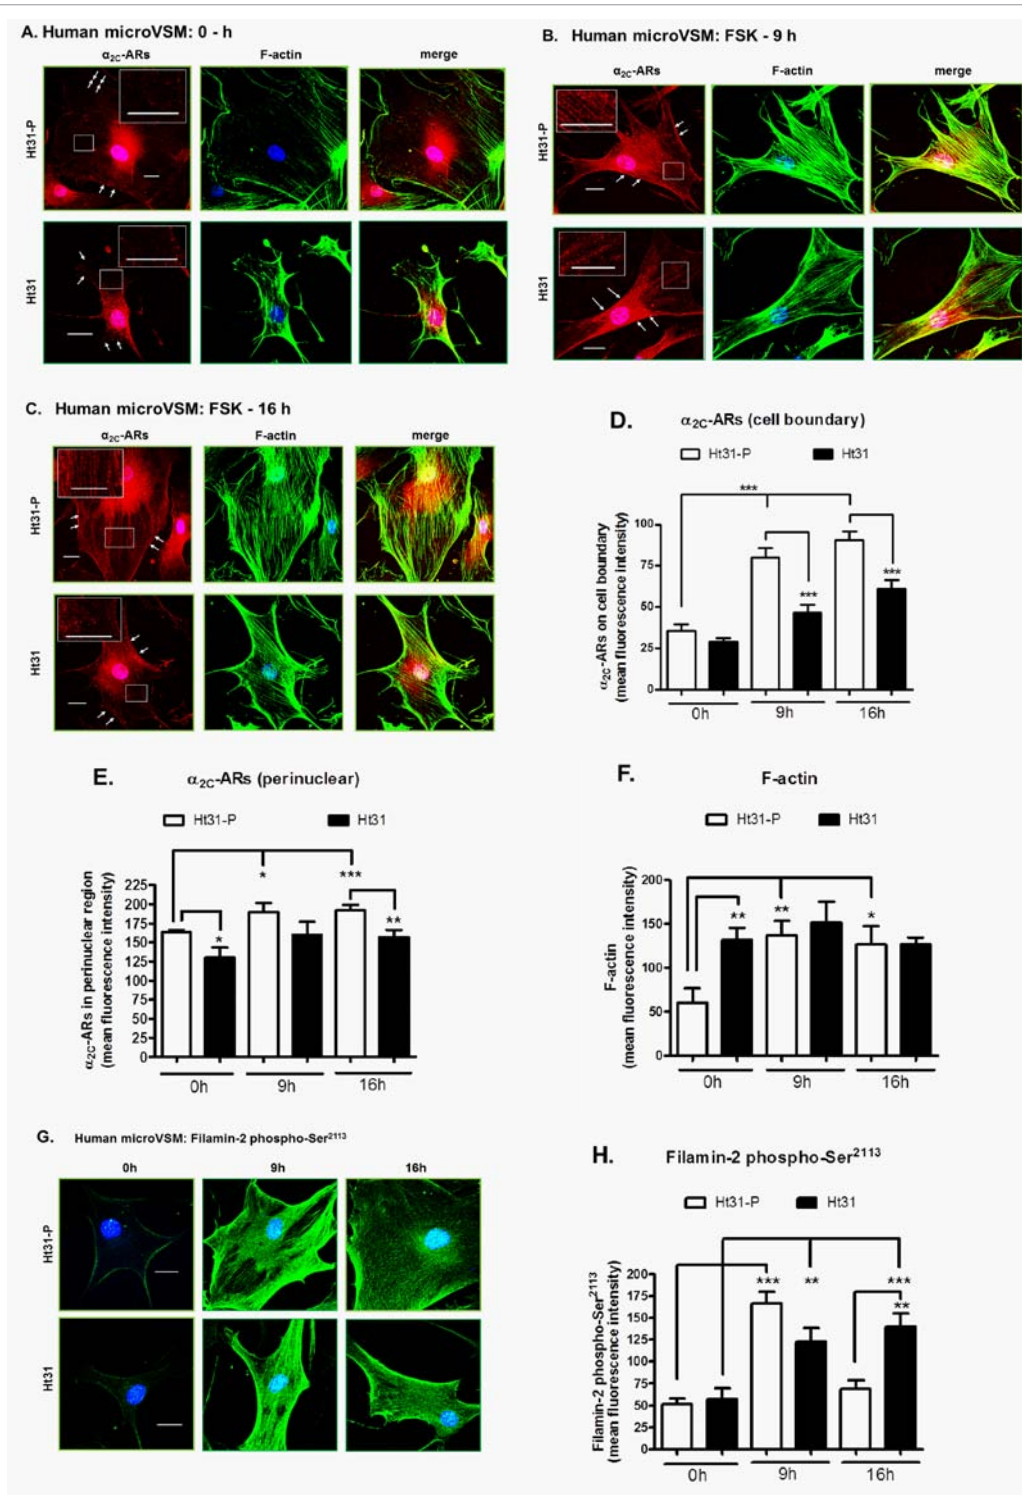 A. Human microVSM: 0 - h
α2C-ARs F-actin merge
Ht31-P
Ht31
B. Human microVSM: FSK - 9 h
α2C-ARs F-actin merge
Ht31-P
Ht31
C. Human microVSM: FSK - 16 h
α2C-ARs F-actin merge
Ht31-P
Ht31
D. α2C-ARs (cell boundary)
Ht31-P Ht31
α2C-ARs on cell boundary
(mean fluorescence intensity)
***
100
75
50
25
0
*** ***
0h 9h 16h
E. α2C-ARs (perinuclear)
Ht31-P Ht31
α2C-ARs in perinuclear region
(mean fluorescence intensity)
* ***
225
200
175
150
125
100
75
50
25
0
* **
0h 9h 16h
F. F-actin
Ht31-P Ht31
F-actin
(mean fluorescence intensity)
200
150
100
50
0
** ** *
0h 9h 16h
G. Human microVSM: Filamin-2 phospho-Ser2113
0h 9h 16h
Ht31-P
Ht31
H. Filamin-2 phospho-Ser2113
Ht31-P Ht31
Filamin-2 phospho-Ser2113
(mean fluorescence intensity)
200
175
150
125
100
75
50
25
0
*** ** ***
**
0h 9h 16h